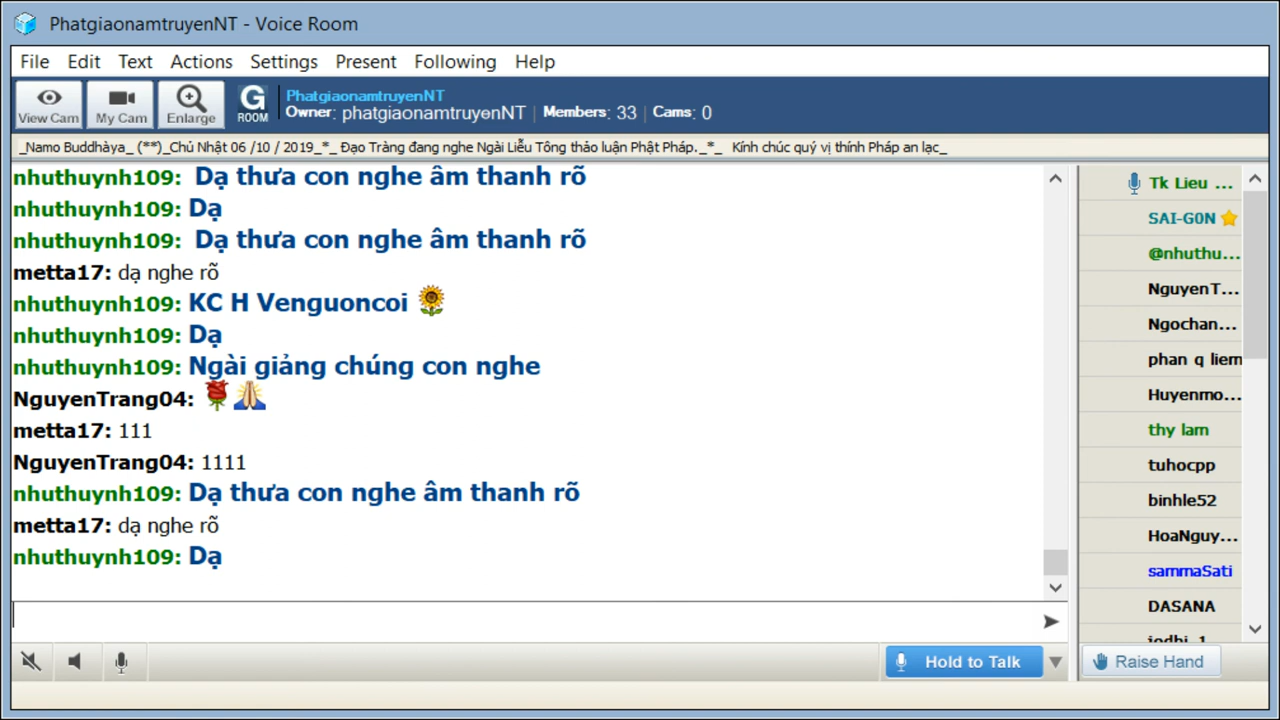 PhatgiaonamtruyenNT - Voice Room
File Edit Text Actions Settings Present Following Help
View Cam My Cam Enlarge G ROOM
PhatgiaonamtruyenNT
Owner: phatgiaonamtruyenNT | Members: 33 | Cams: 0
_Namo Buddhàya_ (**)_Chủ Nhật 06 /10 / 2019_*_ Đạo Tràng đang nghe Ngài Liễu Tông thảo luận Phật Pháp._*_ Kính chúc quý vị thính Pháp an lạc_
nhuthuynh109: Dạ thưa con nghe âm thanh rõ
nhuthuynh109: Dạ
nhuthuynh109: Dạ thưa con nghe âm thanh rõ
metta17: dạ nghe rõ
nhuthuynh109: KC H Venguoncoi
nhuthuynh109: Dạ
nhuthuynh109: Ngài giảng chúng con nghe
NguyenTrang04:
metta17: 111
NguyenTrang04: 1111
nhuthuynh109: Dạ thưa con nghe âm thanh rõ
metta17: dạ nghe rõ
nhuthuynh109: Dạ
Tk Lieu ...
SAI-G0N
@nhuthu...
NguyenT...
Ngochan...
phan q liem
Huyenmo...
thy lam
tuhocpp
binhle52
HoaNguy...
sammaSati
DASANA
Hold to Talk
Raise Hand